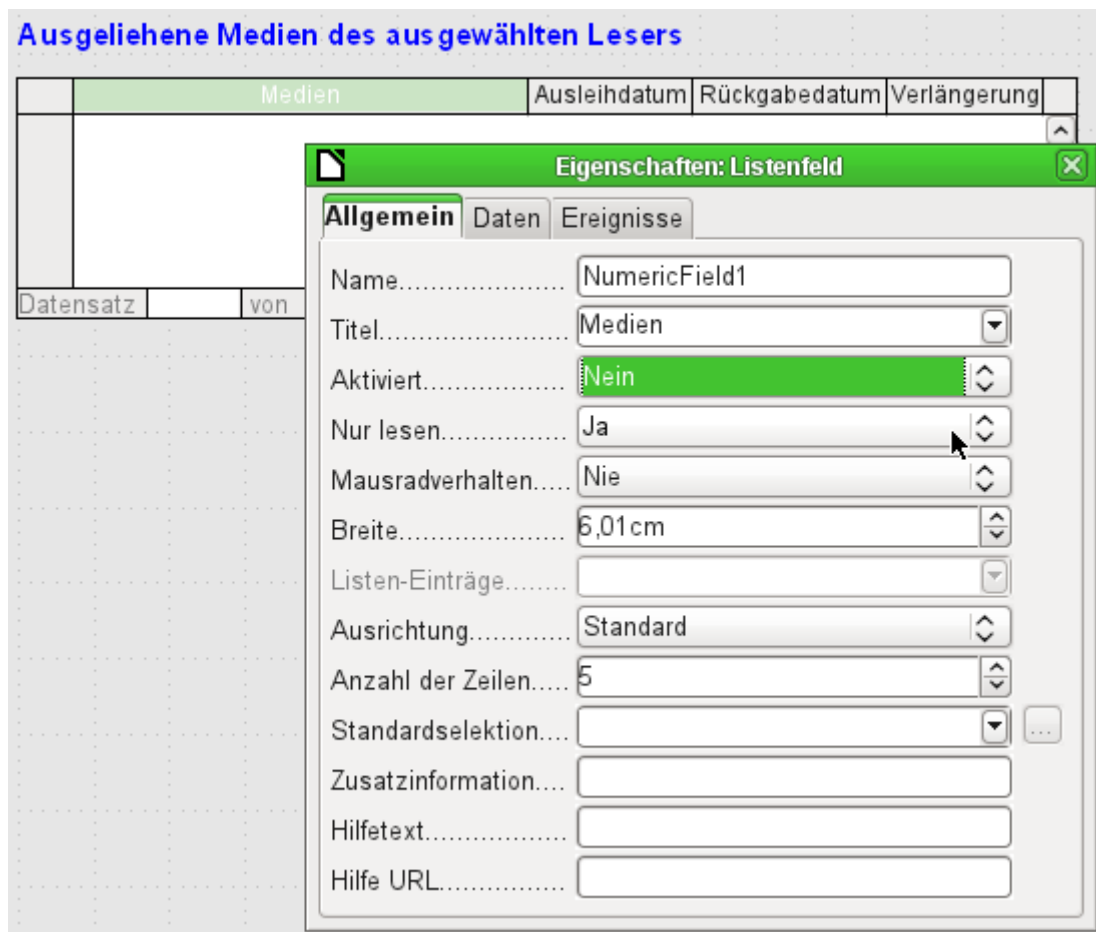 Ausgeliehene Medien des ausgewählten Lesers
Medien Ausleihdatum Rückgabedatum Verlängerung
Eigenschaften: Listenfeld
Allgemein Daten Ereignisse
Name..................... NumericField1
Titel....................... Medien
Aktiviert.................. Nein
Nur lesen................ Ja
Mausradverhalten..... Nie
Breite..................... 6,01cm
Listen-Einträge........
Ausrichtung............. Standard
Anzahl der Zeilen..... 5
Standardselektion.... ...
Zusatzinformation....
Hilfetext.................
Hilfe URL................
Datensatz von